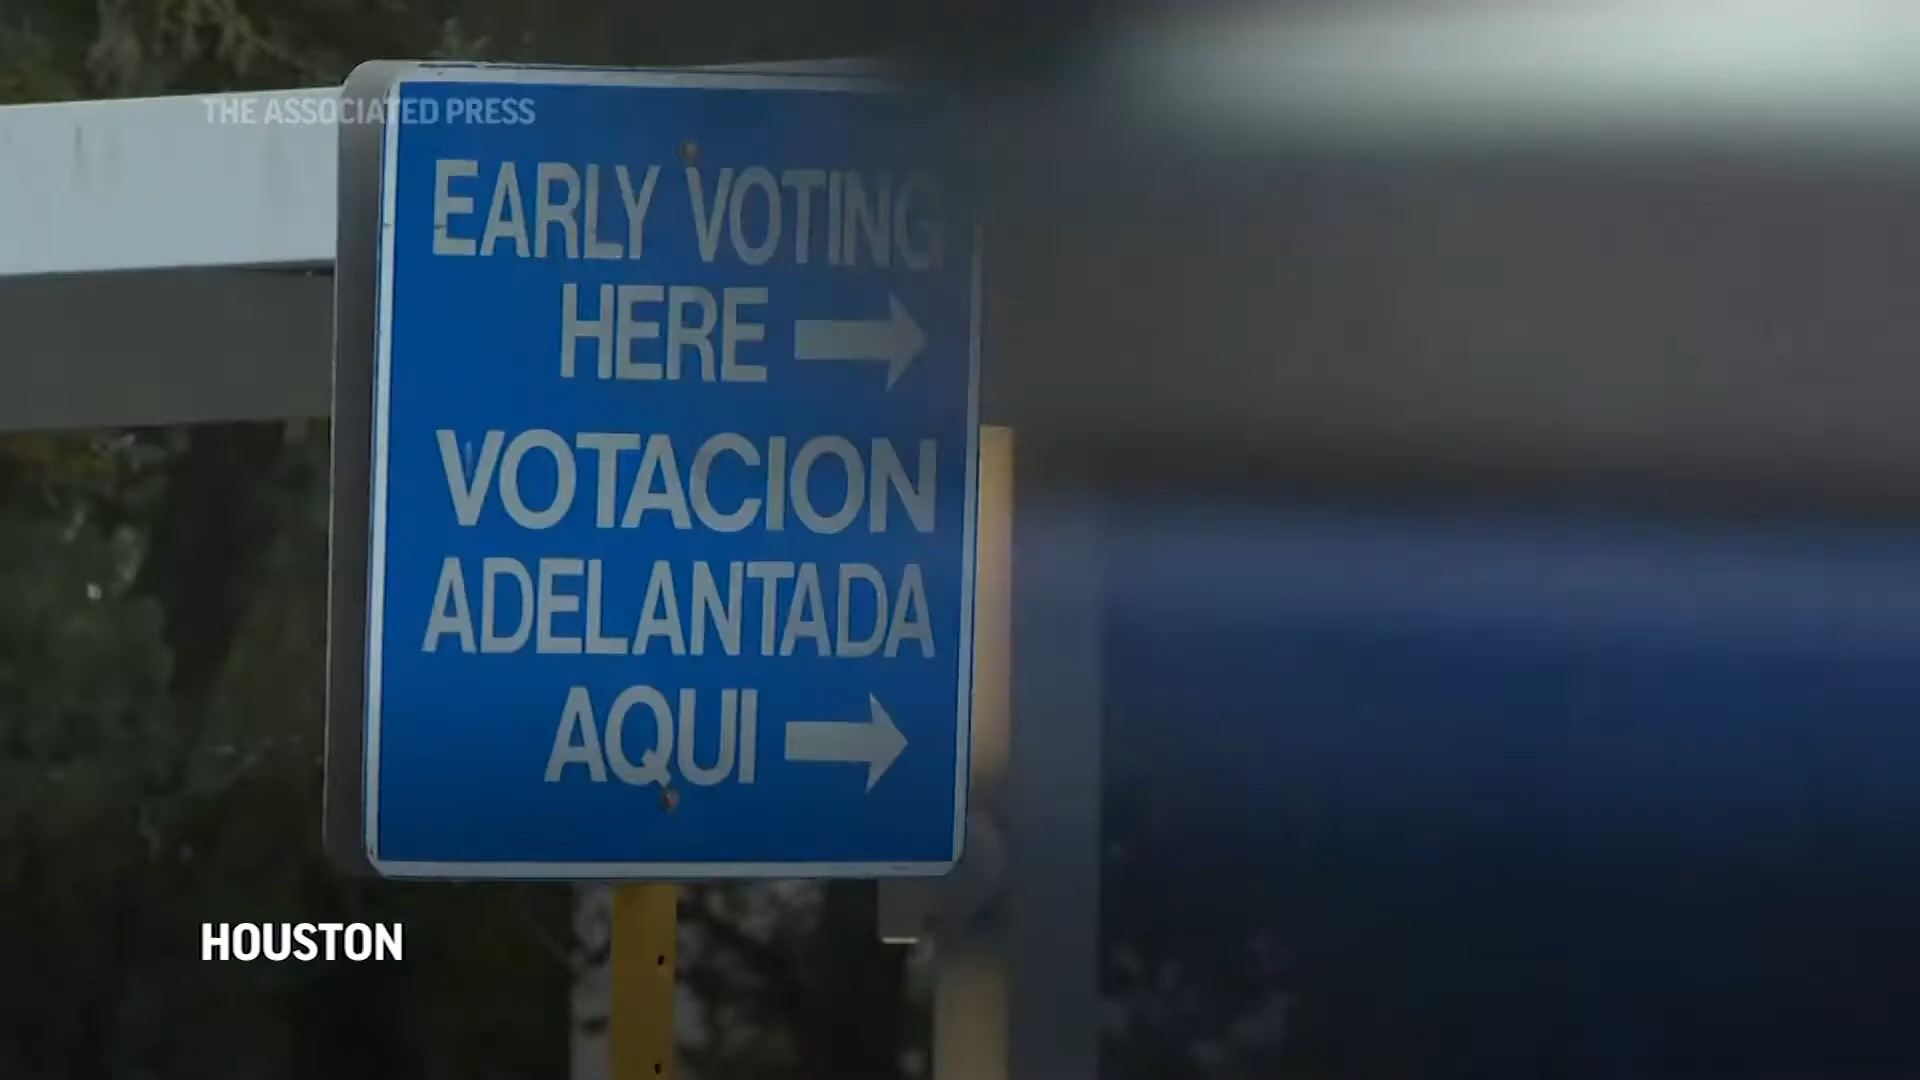 THE ASSOCIATED PRESS
EARLY VOTING
HERE
VOTACION
ADELANTADA
AQUI
HOUSTON